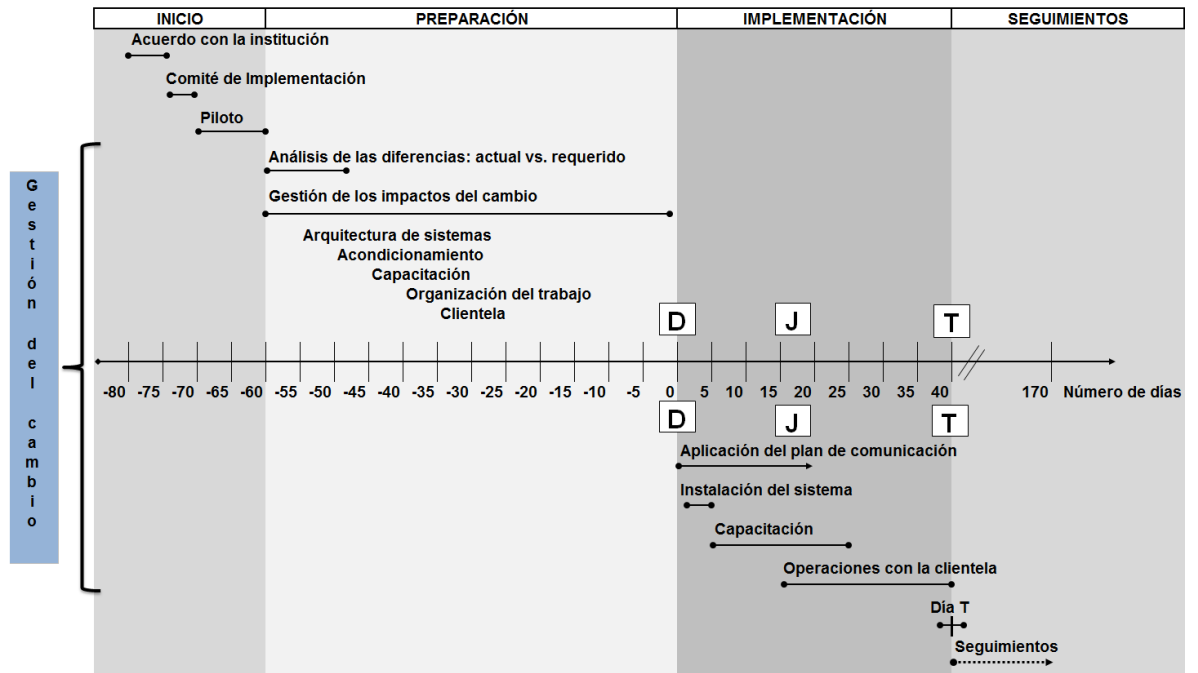 INICIO PREPARACIÓN IMPLEMENTACIÓN SEGUIMIENTOS
Acuerdo con la institución
Comité de Implementación
Piloto
Análisis de las diferencias: actual vs. requerido
Gestión de los impactos del cambio
Arquitectura de sistemas
Acondicionamiento
Capacitación
Organización del trabajo
Clientela
Gestión del cambio
D J T
-80 -75 -70 -65 -60 -55 -50 -45 -40 -35 -30 -25 -20 -15 -10 -5 0 5 10 15 20 25 30 35 40 170 Número de días
D J T
Aplicación del plan de comunicación
Instalación del sistema
Capacitación
Operaciones con la clientela
Día T
Seguimientos